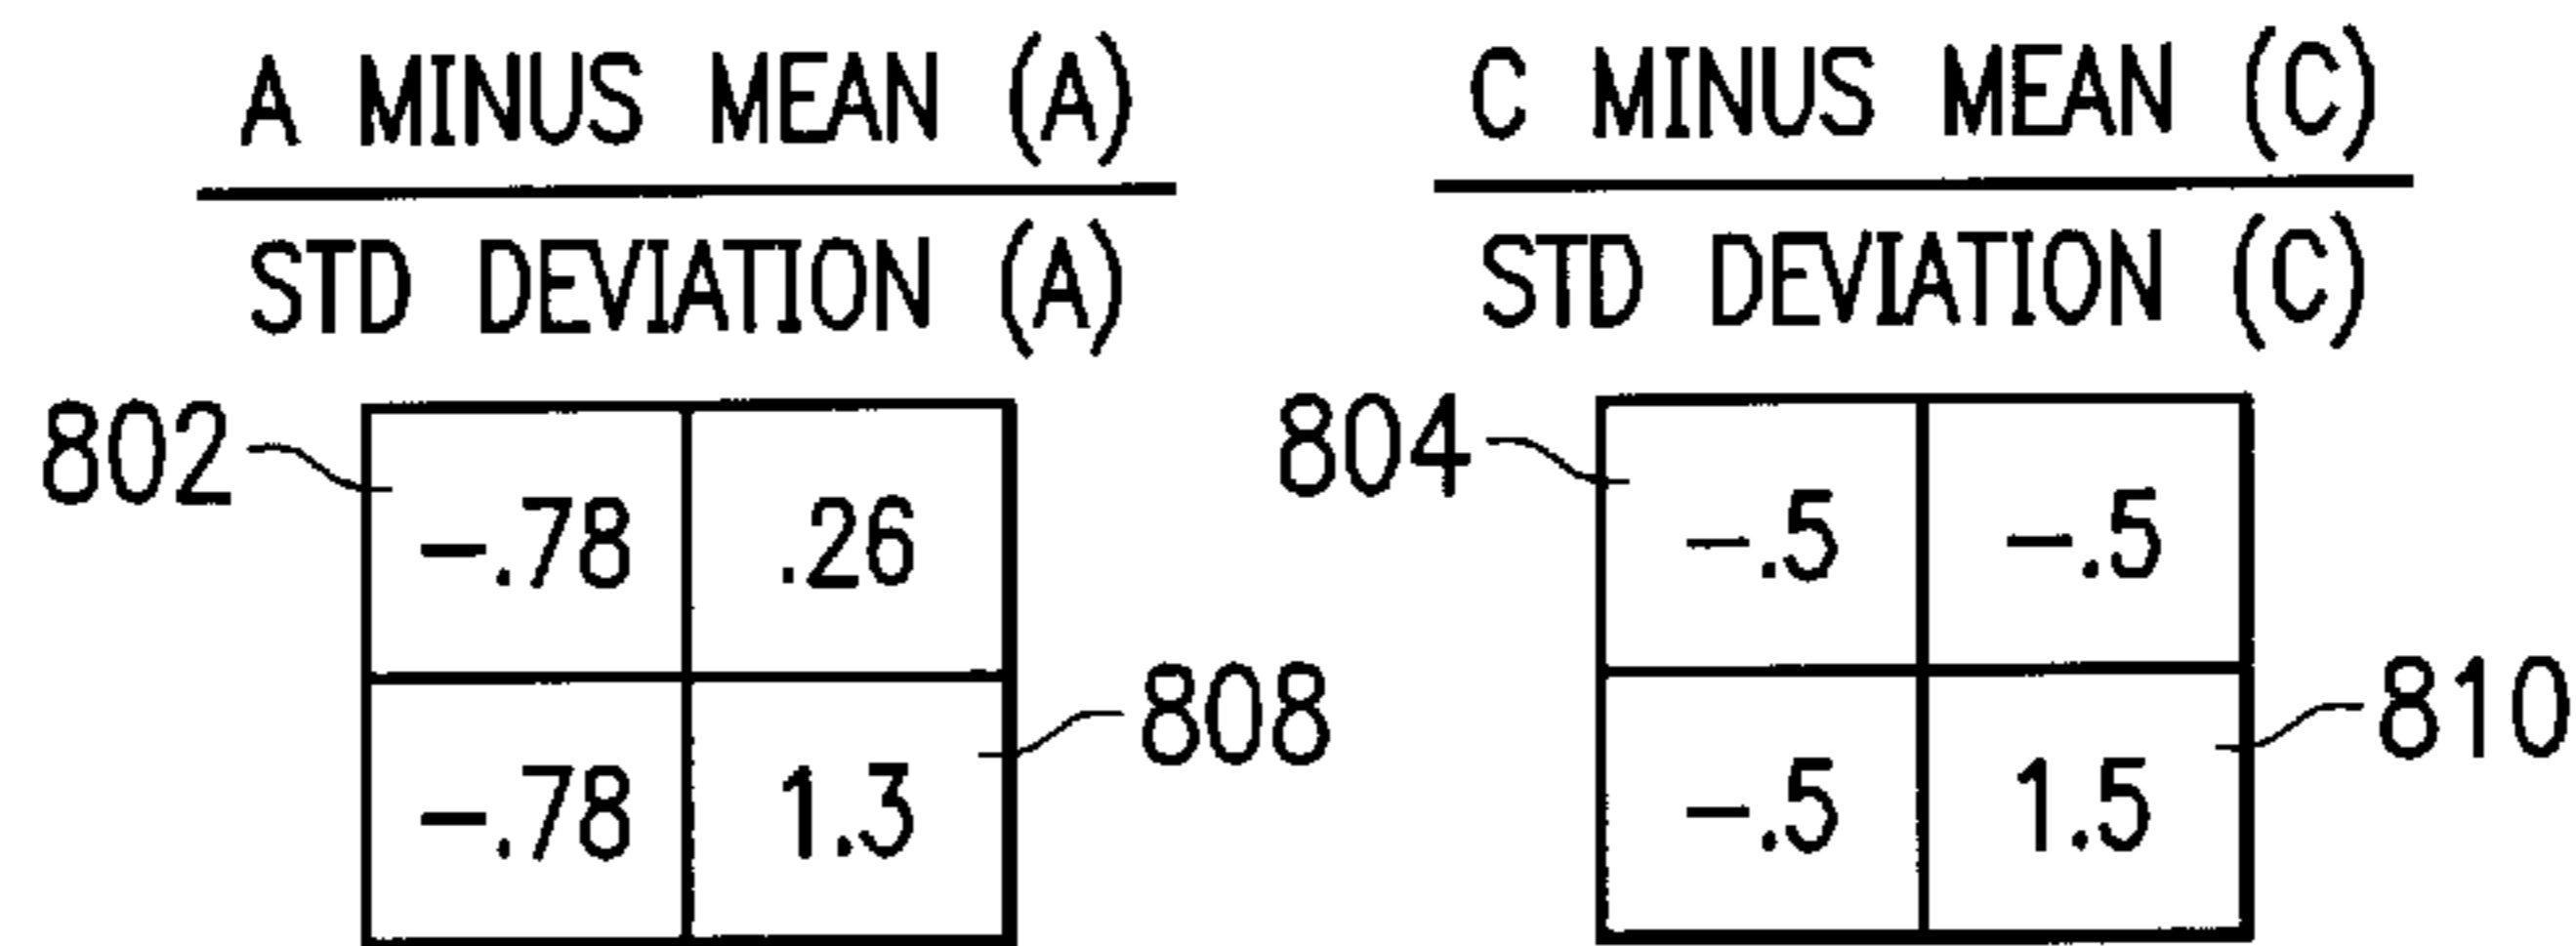 A MINUS MEAN (A)
STD DEVIATION (A)
802
-.78 .26
808
-.78 1.3
C MINUS MEAN (C)
STD DEVIATION (C)
804
-.5 -.5
810
-.5 1.5